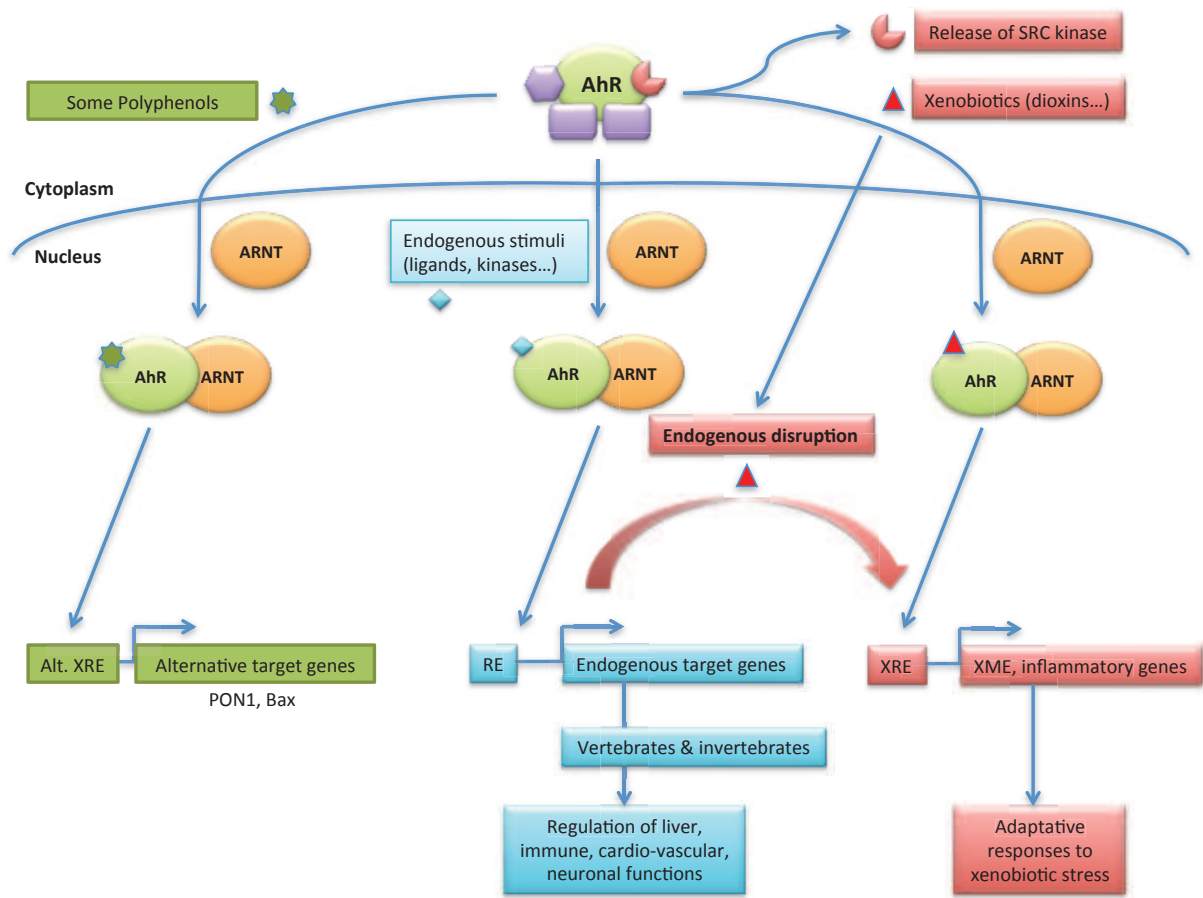 Release of SRC kinase
AhR
Some Polyphenols
Xenobiotics (dioxins...)
Cytoplasm
Nucleus
ARNT
Endogenous stimuli
(ligands, kinases...)
ARNT
ARNT
AhR
ARNT
AhR
ARNT
AhR
ARNT
Endogenous disruption
Alt. XRE
Alternative target genes
PON1, Bax
RE
Endogenous target genes
XRE
XME, inflammatory genes
Vertebrates & invertebrates
Regulation of liver,
immune, cardio-vascular,
neuronal functions
Adaptative
responses to
xenobiotic stress